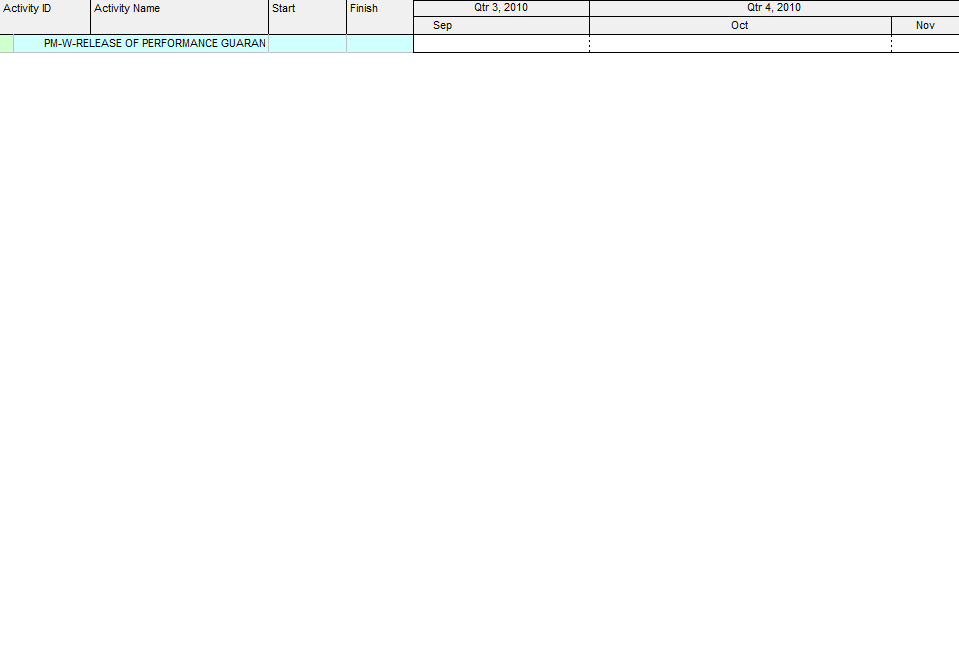 Activity ID Activity Name Start Finish Qtr 3, 2010 Qtr 4, 2010
Sep Oct Nov
PM-W-RELEASE OF PERFORMANCE GUARAN